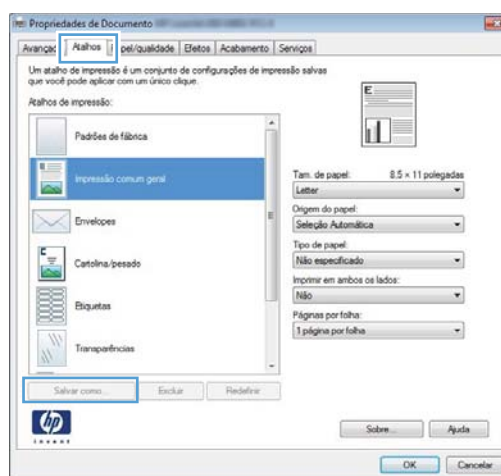 Propriedades de Documento
Avançac Atalhos pel/qualidade Efeitos Acabamento Serviços
Um atalho de impressão é um conjunto de configurações de impressão salvas
que você pode aplicar com um único clique.
Atalhos de impressão:
Padrões de fábrica
Impressão comum geral
Envelopes
Cartolina/pesado
Etiquetas
Transparências
E
Tam. de papel: 8.5 × 11 polegadas
Letter
Origem do papel:
Seleção Automática
Tipo de papel:
Não especificado
Imprimir em ambos os lados:
Não
Páginas por folha:
1 página por folha
Salvar como... Excluir Redefinir
hp
invent
Sobre... Ajuda
OK Cancelar